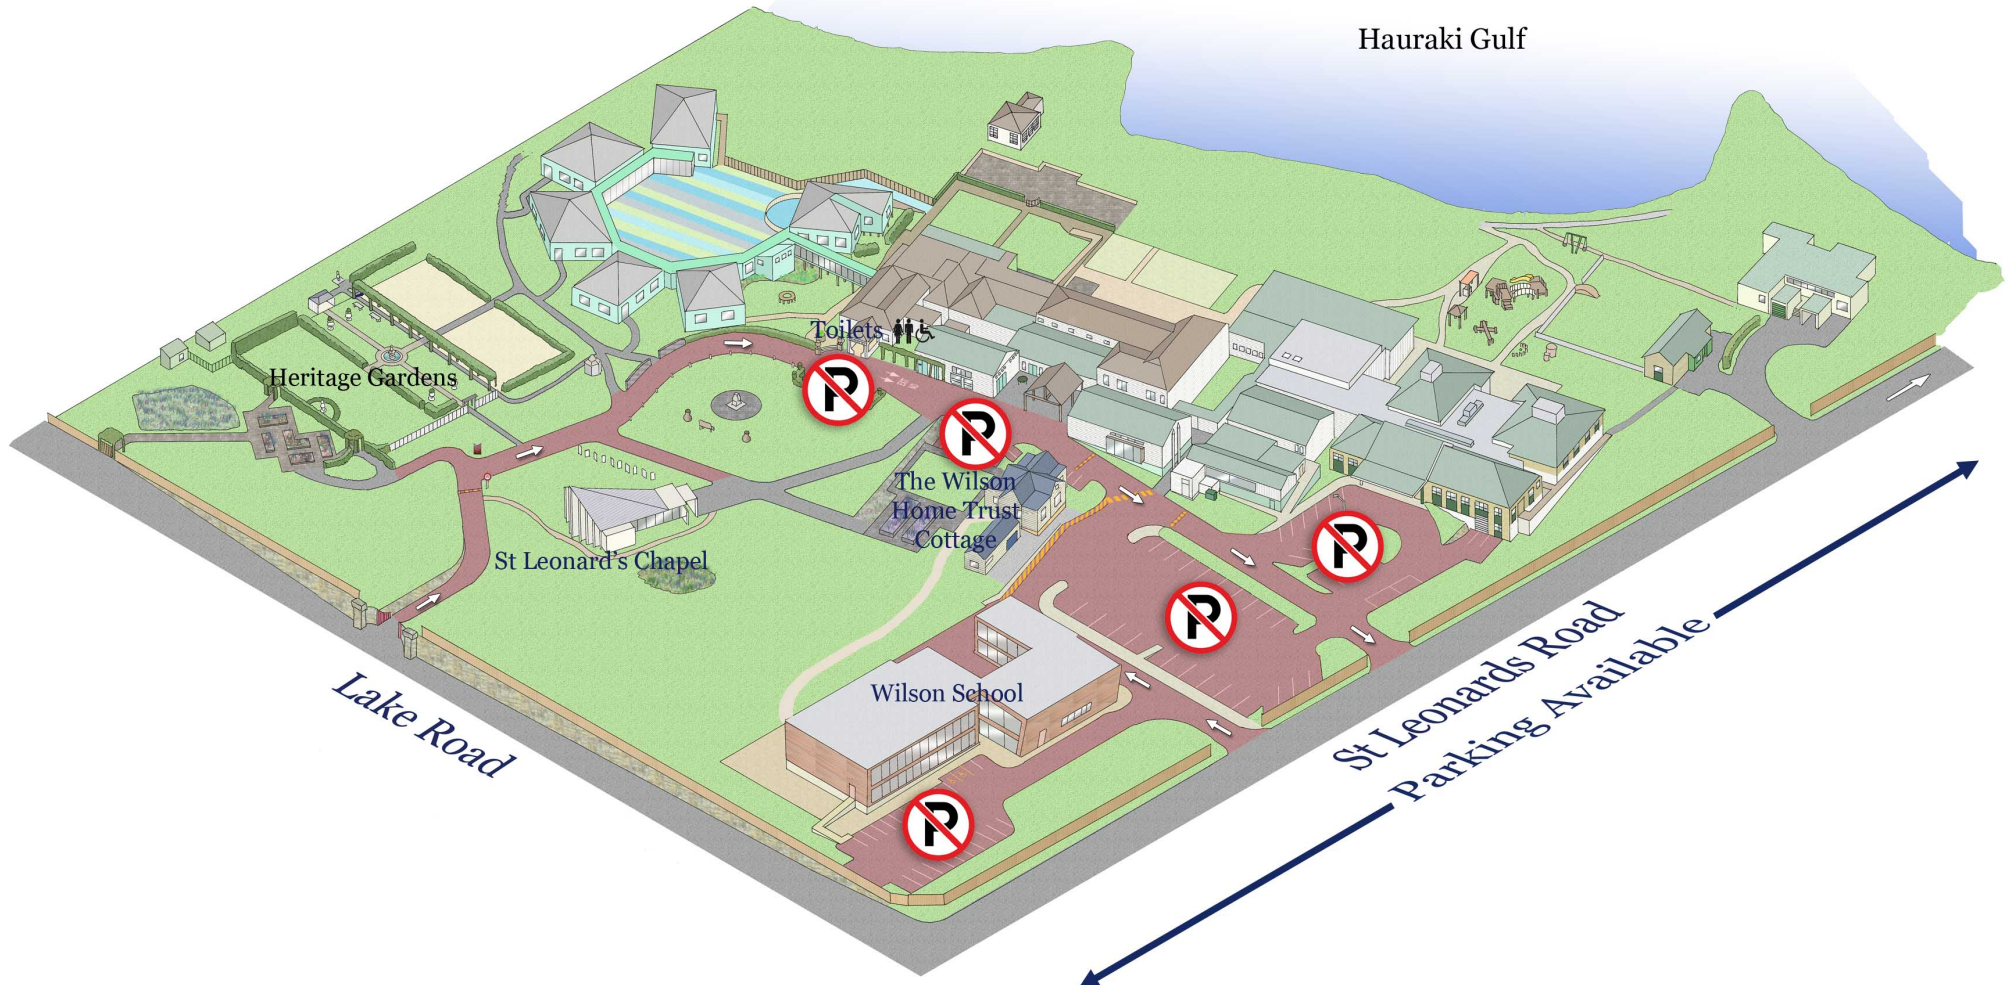 Hauraki Gulf
Toilets
Heritage Gardens
P
P
The Wilson
Home Trust
Cottage
St Leonard's Chapel
P
P
Wilson School
Lake Road
St Leonards Road
Parking Available
P